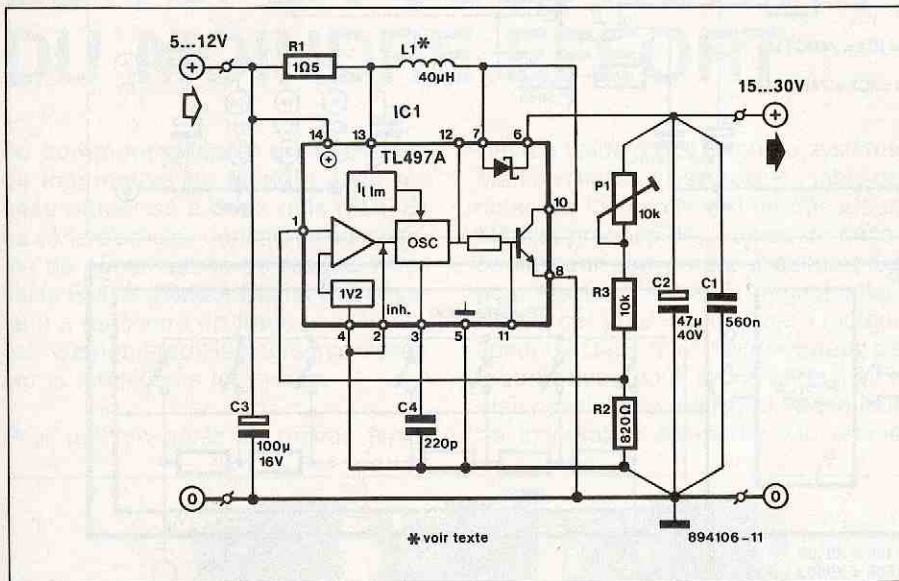 5...12V
R1
1Ω5
L1*
40µH
15...30V
IC1
14
13
12
7
6
TL497A
I Lim
OSC
1
10
8
1V2
inh.
4
2
3
5
11
P1
10k
R3
10k
C2
47µ
40V
C1
560n
R2
820Ω
C3
100µ
16V
C4
220p
0
0
* voir texte
894106-11